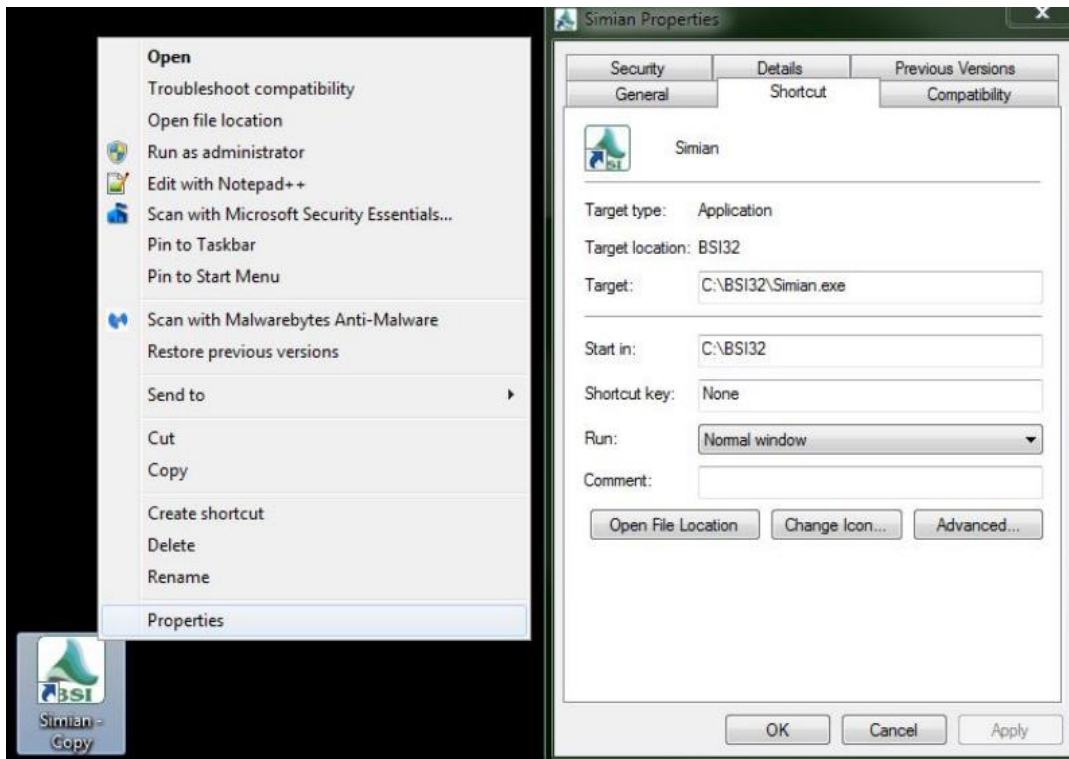 Open
Troubleshoot compatibility
Open file location
Run as administrator
Edit with Notepad++
Scan with Microsoft Security Essentials...
Pin to Taskbar
Pin to Start Menu
Scan with Malwarebytes Anti-Malware
Restore previous versions
Send to
Cut
Copy
Create shortcut
Delete
Rename
Properties
BSI
Simian -
Copy
Simian Properties
Security Details Previous Versions
General Shortcut Compatibility
BSI
Simian
Target type: Application
Target location: BSI32
Target: C:\BSI32\Simian.exe
Start in: C:\BSI32
Shortcut key: None
Run: Normal window
Comment:
Open File Location Change Icon... Advanced...
OK Cancel Apply